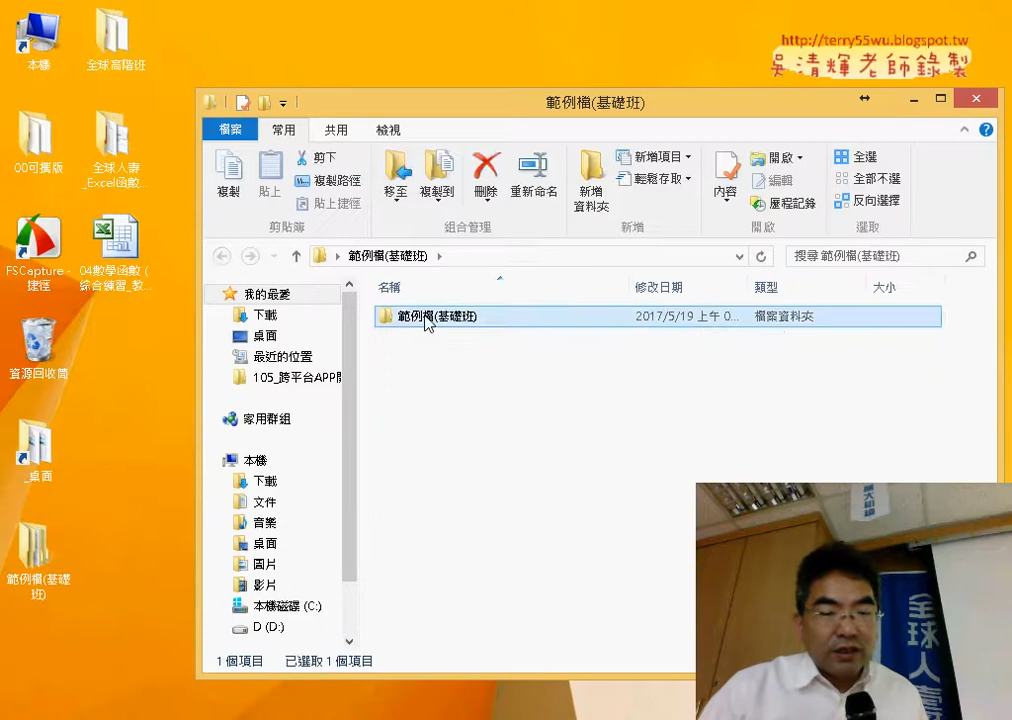 http://terry55wu.blogspot.tw
吳清輝老師錄製
本機
全球高階班
00可攜版
全球人壽
_Excel函數...
FSCapture -
捷徑
04數學函數(
綜合練習_教...
資源回收筒
_桌面
範例檔(基礎
班)
範例檔(基礎班)
檔案
常用
共用
檢視
複製
貼上
剪下
複製路徑
貼上捷徑
剪貼簿
移至
複製到
刪除
重新命名
組合管理
新增
資料夾
新增項目
輕鬆存取
新增
內容
開啟
編輯
歷程記錄
開啟
全選
全部不選
反向選擇
選取
範例檔(基礎班)
搜尋 範例檔(基礎班)
名稱
修改日期
類型
大小
範例檔(基礎班)
2017/5/19 上午 0...
檔案資料夾
我的最愛
下載
桌面
最近的位置
105_跨平台APP開
家用群組
本機
下載
文件
音樂
桌面
圖片
影片
本機磁碟 (C:)
D (D:)
1 個項目
已選取 1 個項目
全球人壽